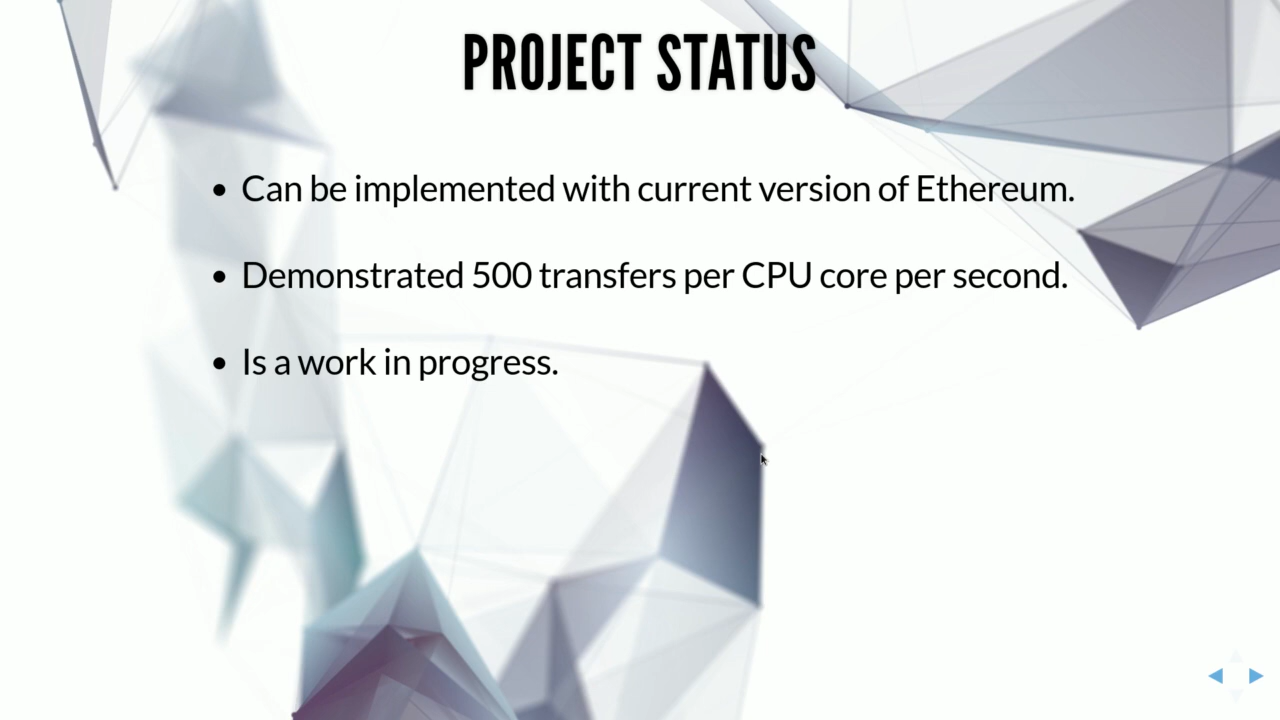 PROJECT STATUS
• Can be implemented with current version of Ethereum.
• Demonstrated 500 transfers per CPU core per second.
• Is a work in progress.